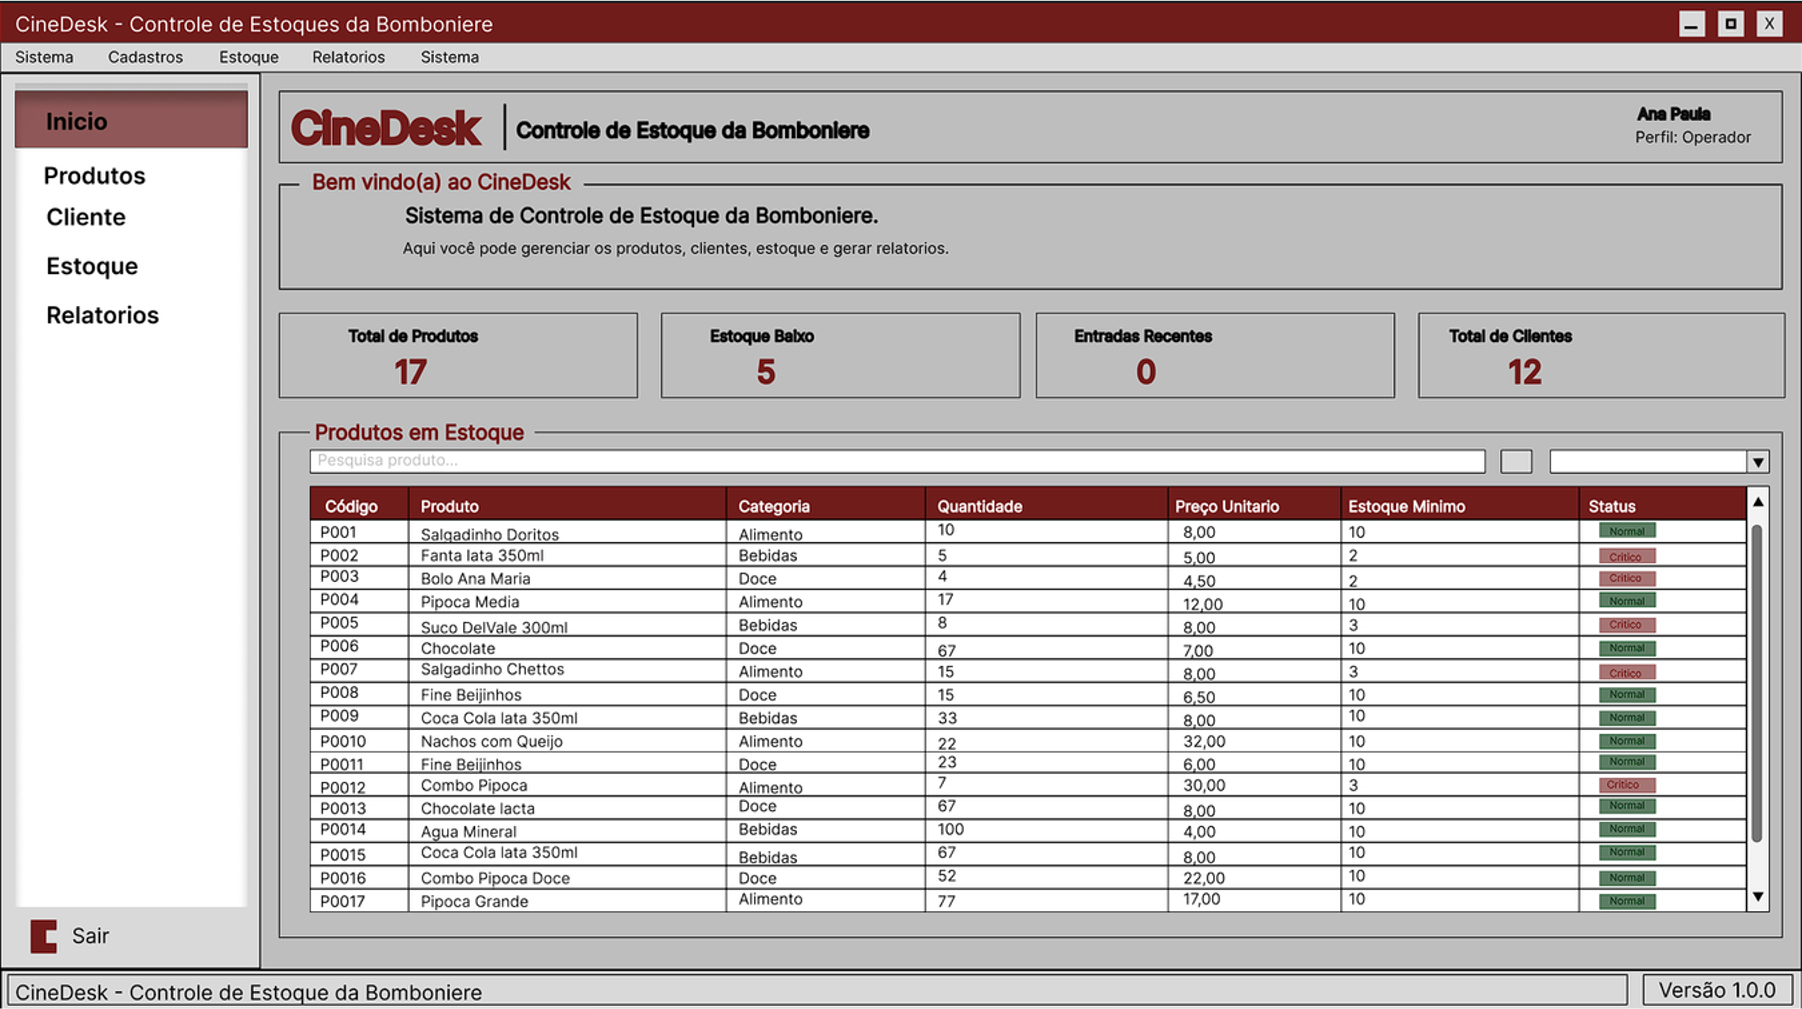 CineDesk - Controle de Estoques da Bomboniere
X
Sistema Cadastros Estoque Relatorios Sistema
Inicio
Produtos
Cliente
Estoque
Relatorios
Sair
CineDesk Controle de Estoque da Bomboniere
Ana Paula
Perfil: Operador
Bem vindo(a) ao CineDesk
Sistema de Controle de Estoque da Bomboniere.
Aqui você pode gerenciar os produtos, clientes, estoque e gerar relatorios.
Total de Produtos
17
Estoque Baixo
5
Entradas Recentes
0
Total de Clientes
12
Produtos em Estoque
Pesquisa produto...
Código Produto Categoria Quantidade Preço Unitario Estoque Minimo Status
P001 Salgadinho Doritos Alimento 10 8,00 10 Normal
P002 Fanta lata 350ml Bebidas 5 5,00 2 Critico
P003 Bolo Ana Maria Doce 4 4,50 2 Critico
P004 Pipoca Media Alimento 17 12,00 10 Normal
P005 Suco DelVale 300ml Bebidas 8 8,00 3 Critico
P006 Chocolate Doce 67 7,00 10 Normal
P007 Salgadinho Chettos Alimento 15 8,00 3 Critico
P008 Fine Beijinhos Doce 15 6,50 10 Normal
P009 Coca Cola lata 350ml Bebidas 33 8,00 10 Normal
P0010 Nachos com Queijo Alimento 22 32,00 10 Normal
P0011 Fine Beijinhos Doce 23 6,00 10 Normal
P0012 Combo Pipoca Alimento 7 30,00 3 Critico
P0013 Chocolate lacta Doce 67 8,00 10 Normal
P0014 Agua Mineral Bebidas 100 4,00 10 Normal
P0015 Coca Cola lata 350ml Bebidas 67 8,00 10 Normal
P0016 Combo Pipoca Doce Doce 52 22,00 10 Normal
P0017 Pipoca Grande Alimento 77 17,00 10 Normal
CineDesk - Controle de Estoque da Bomboniere
Versão 1.0.0